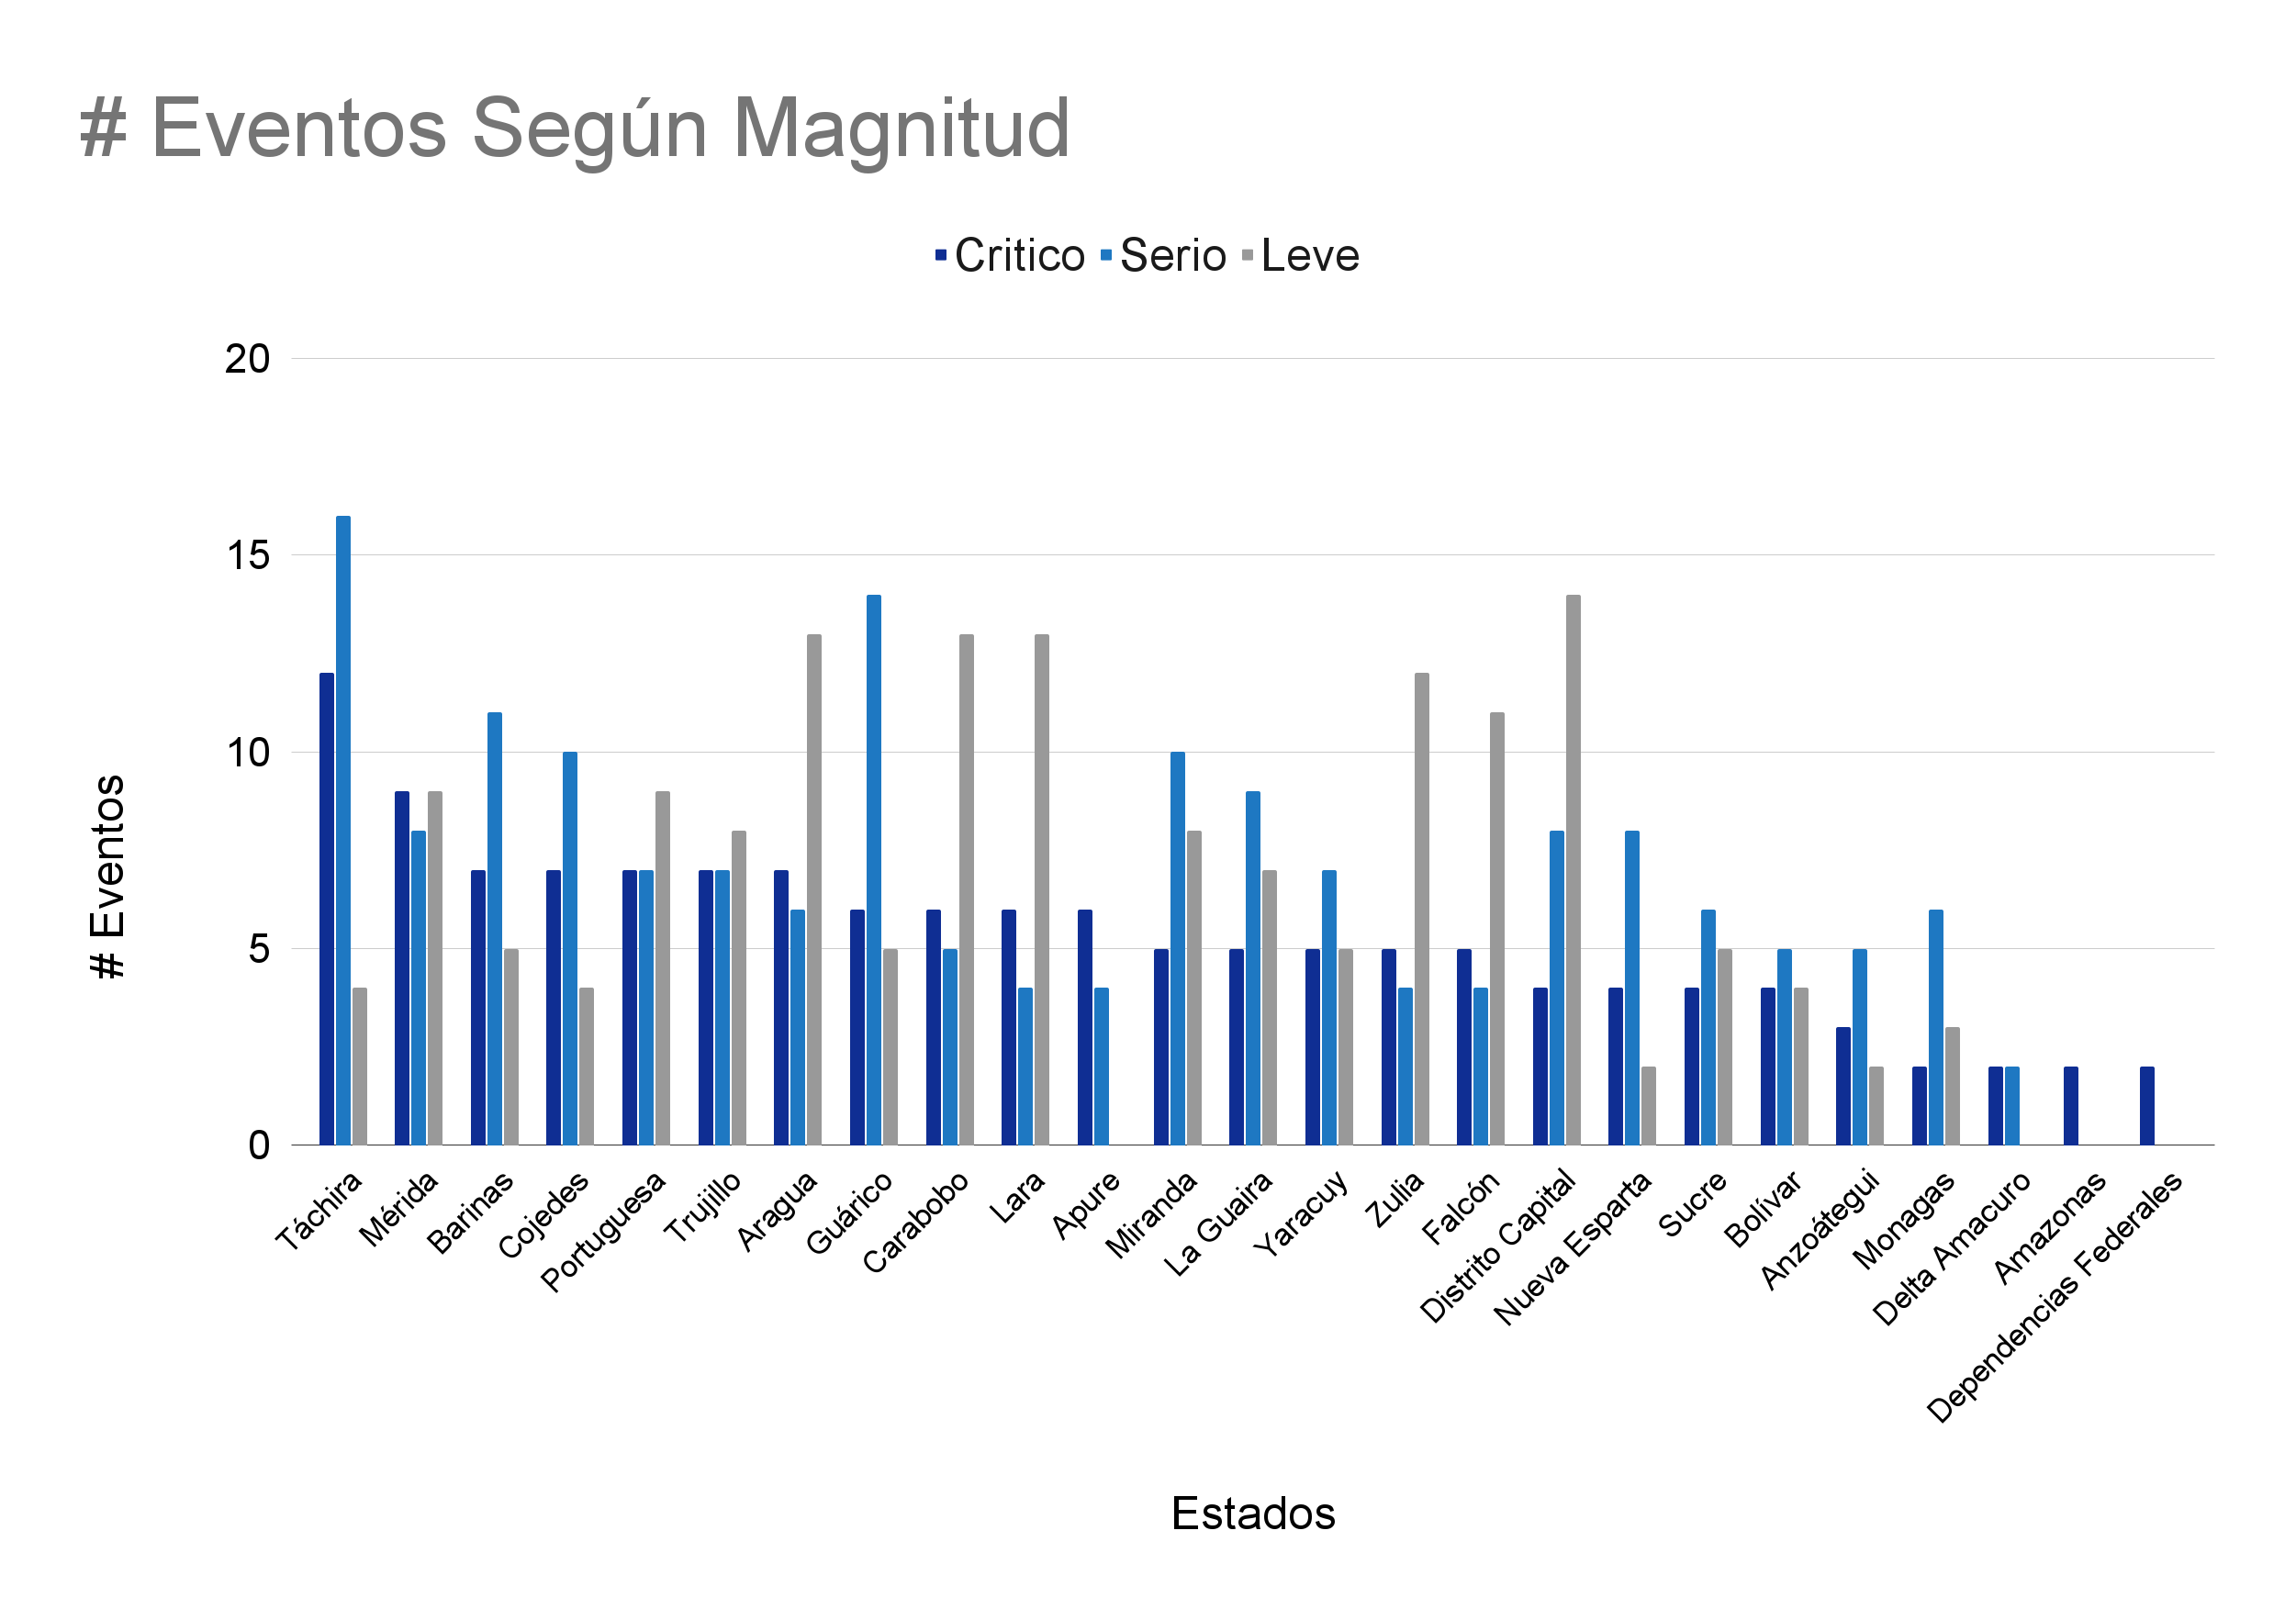 # Eventos Según Magnitud
Critico Serio Leve
20
15
10
5
0
# Eventos
Táchira
Mérida
Barinas
Cojedes
Portuguesa
Trujillo
Aragua
Guárico
Carabobo
Lara
Apure
Miranda
La Guaira
Yaracuy
Zulia
Falcón
Distrito Capital
Nueva Esparta
Sucre
Bolívar
Anzoátegui
Monagas
Delta Amacuro
Amazonas
Dependencias Federales
Estados